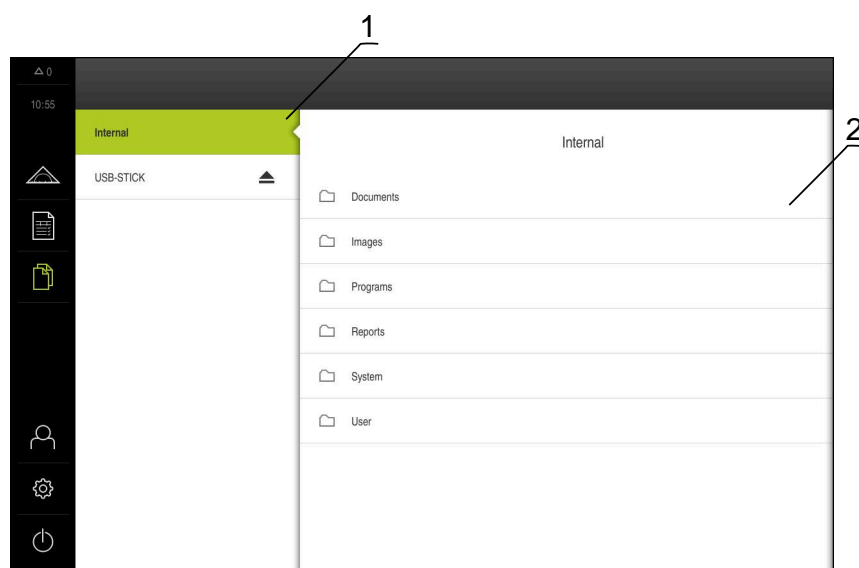 1
△ 0
10:55
Internal
Internal
2
USB-STICK
Documents
Images
Programs
Reports
System
User